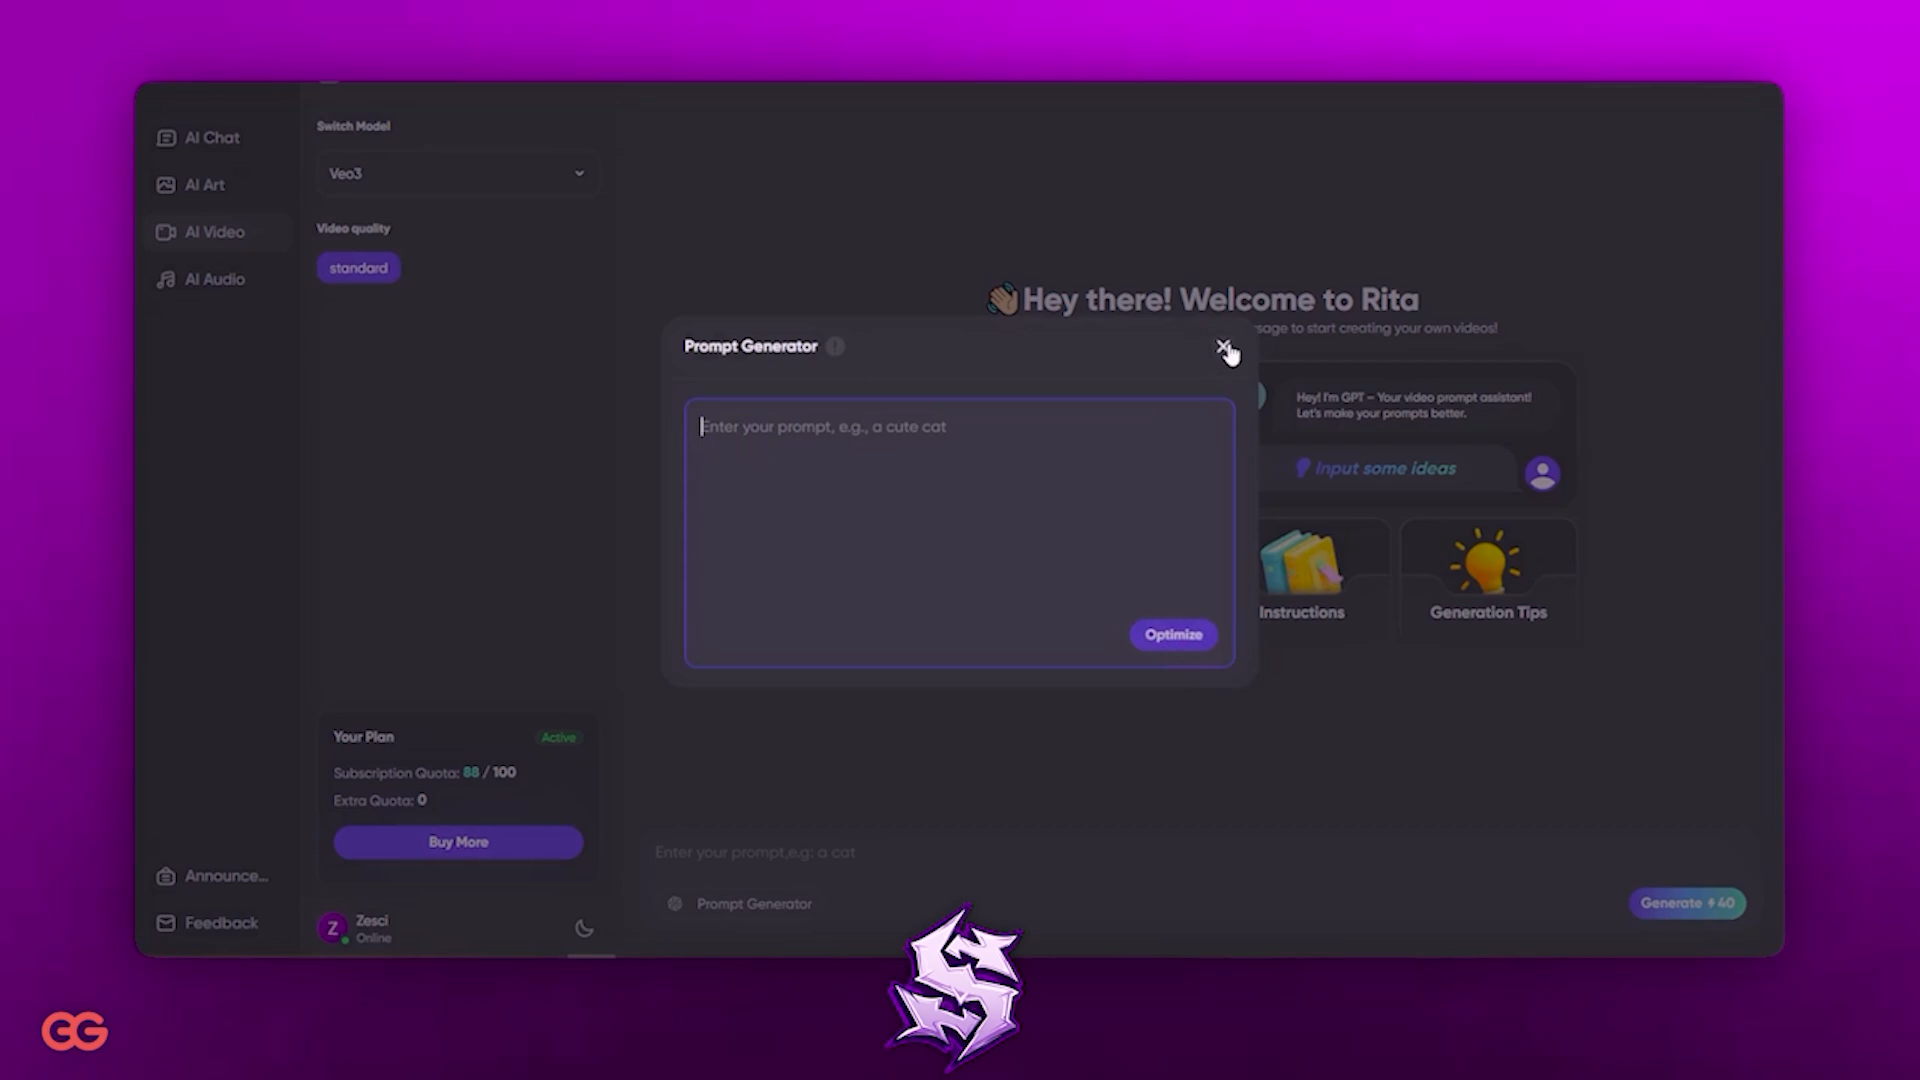 AI Chat
AI Art
AI Video
AI Audio
Announce...
Feedback
Switch Model
Veo3
Video quality
standard
Your Plan
Active
Subscription Quota: 88 / 100
Extra Quota: 0
Buy More
Z
Zesci
Online
Hey there! Welcome to Rita
sage to start creating your own videos!
Prompt Generator
Enter your prompt, e.g., a cute cat
Optimize
Hey! I'm GPT – Your video prompt assistant!
Let's make your prompts better.
Input some ideas
Instructions
Generation Tips
Enter your prompt,e.g: a cat
Prompt Generator
Generate 40
S
GG